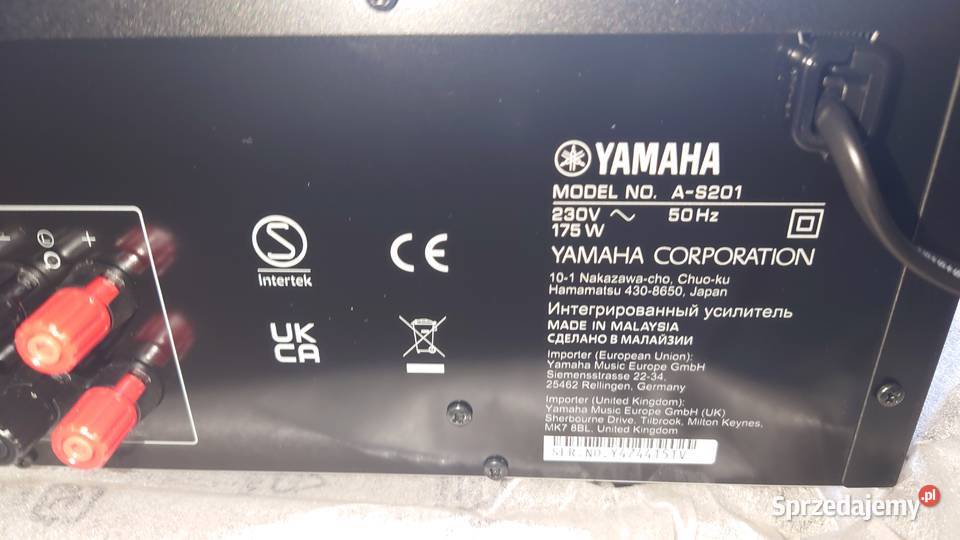 YAMAHA
MODEL NO. A-S201
230V ~ 50Hz
175 W
YAMAHA CORPORATION
10-1 Nakazawa-cho, Chuo-ku
Hamamatsu 430-8650, Japan
Интегрированный усилитель
MADE IN MALAYSIA
СДЕЛАНО В МАЛАЙЗИИ
Importer (European Union):
Yamaha Music Europe GmbH
Siemensstrasse 22-34,
25462 Rellingen, Germany
Importer (United Kingdom):
Yamaha Music Europe GmbH (UK)
Sherbourne Drive, Tilbrook, Milton Keynes,
MK7 8BL, United Kingdom
SER.NO.
S
Intertek
CE
UK
CA
L
+
Sprzedajemy.pl